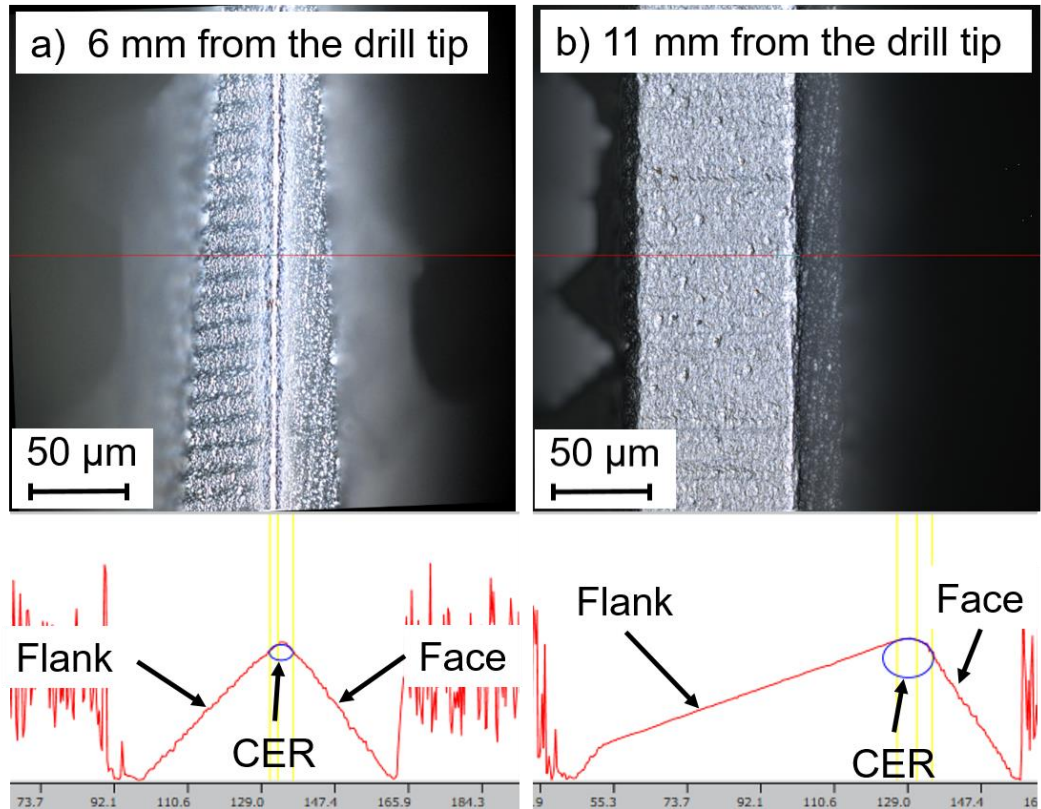 a) 6 mm from the drill tip
50 µm
Flank
Face
CER
73.7 92.1 110.6 129.0 147.4 165.9 184.3
b) 11 mm from the drill tip
50 µm
Flank
Face
CER
55.3 73.7 92.1 110.6 129.0 147.4